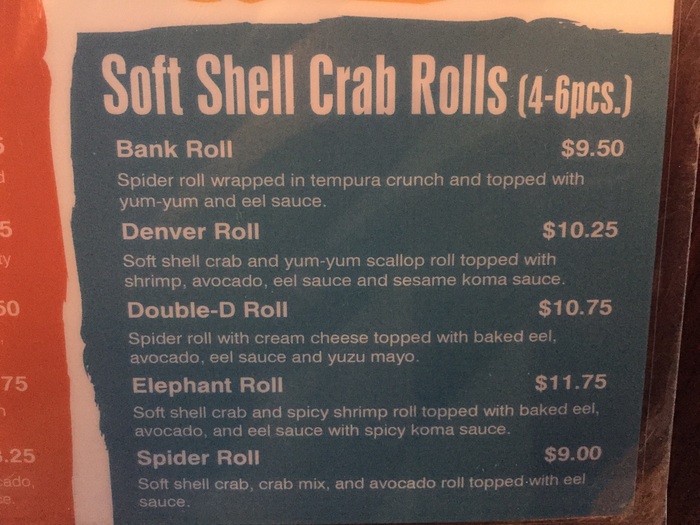 Soft Shell Crab Rolls (4-6pcs.)
Bank Roll $9.50
Spider roll wrapped in tempura crunch and topped with
yum-yum and eel sauce.
Denver Roll $10.25
Soft shell crab and yum-yum scallop roll topped with
shrimp, avocado, eel sauce and sesame koma sauce.
Double-D Roll $10.75
Spider roll with cream cheese topped with baked eel,
avocado, eel sauce and yuzu mayo.
Elephant Roll $11.75
Soft shell crab and spicy shrimp roll topped with baked eel,
avocado, and eel sauce with spicy koma sauce.
Spider Roll $9.00
Soft shell crab, crab mix, and avocado roll topped with eel
sauce.